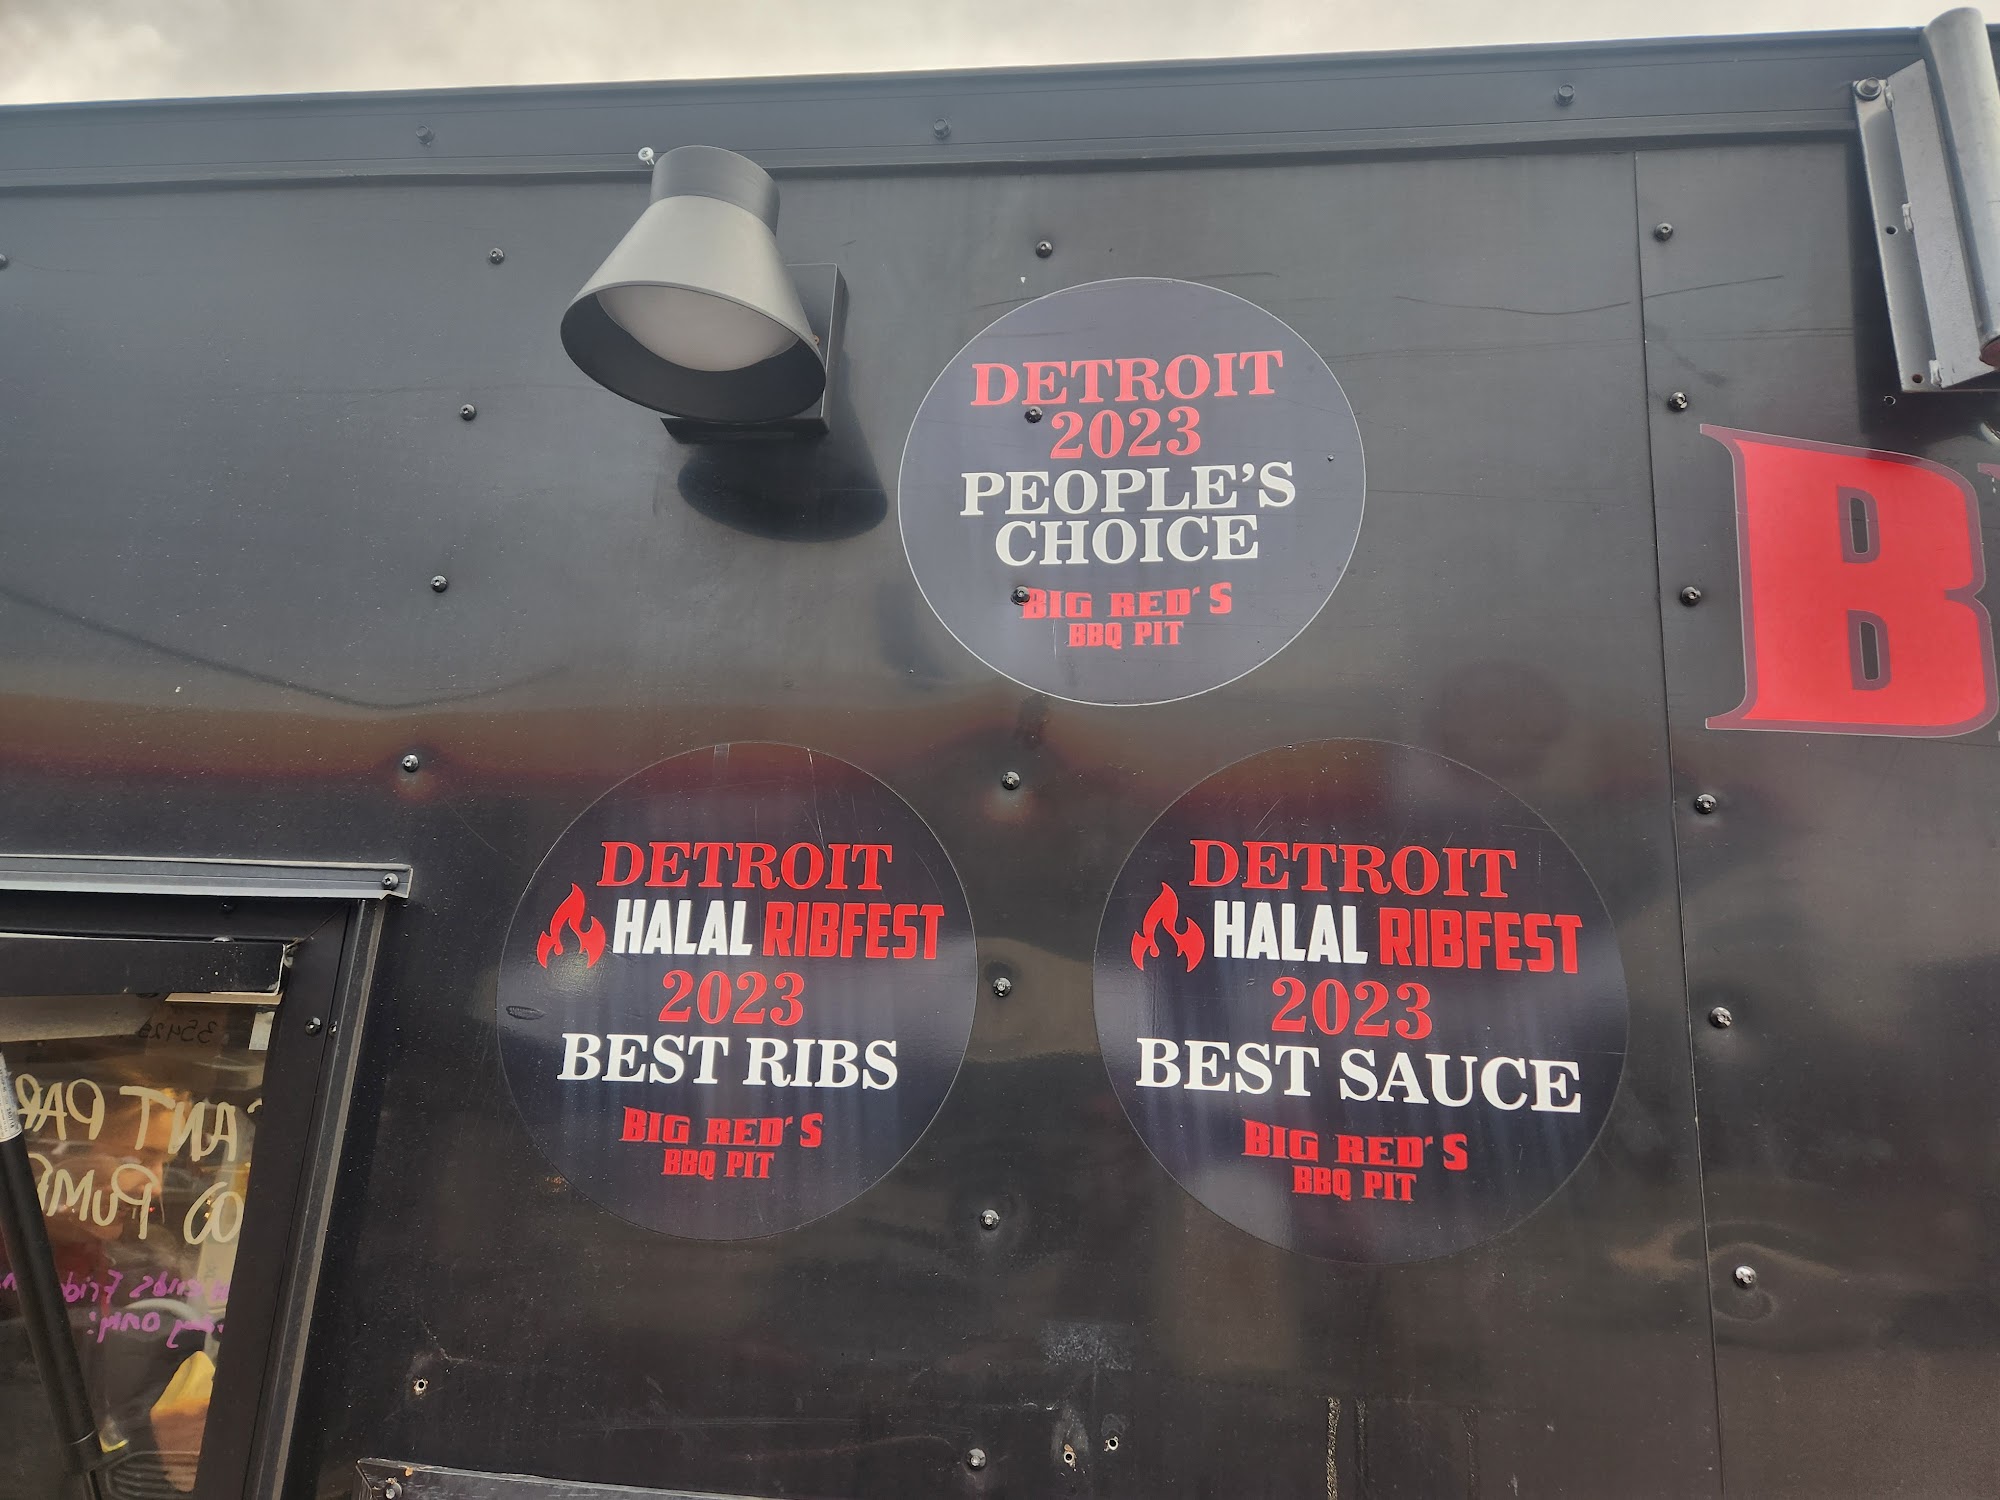 DETROIT
2023
PEOPLE'S
CHOICE
BIG RED'S
BBQ PIT
B
DETROIT
HALAL RIBFEST
2023
BEST RIBS
BIG RED'S
BBQ PIT
DETROIT
HALAL RIBFEST
2023
BEST SAUCE
BIG RED'S
BBQ PIT
only!